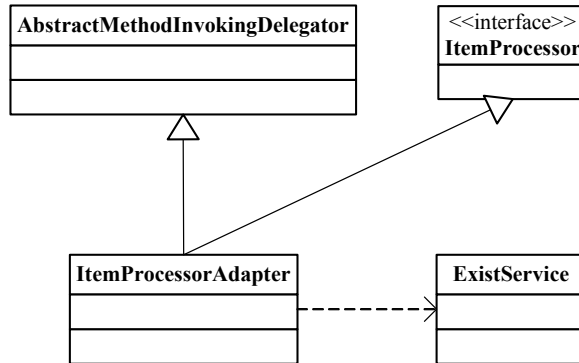 AbstractMethodInvokingDelegator
<<interface>>
ItemProcessor
ItemProcessorAdapter
ExistService